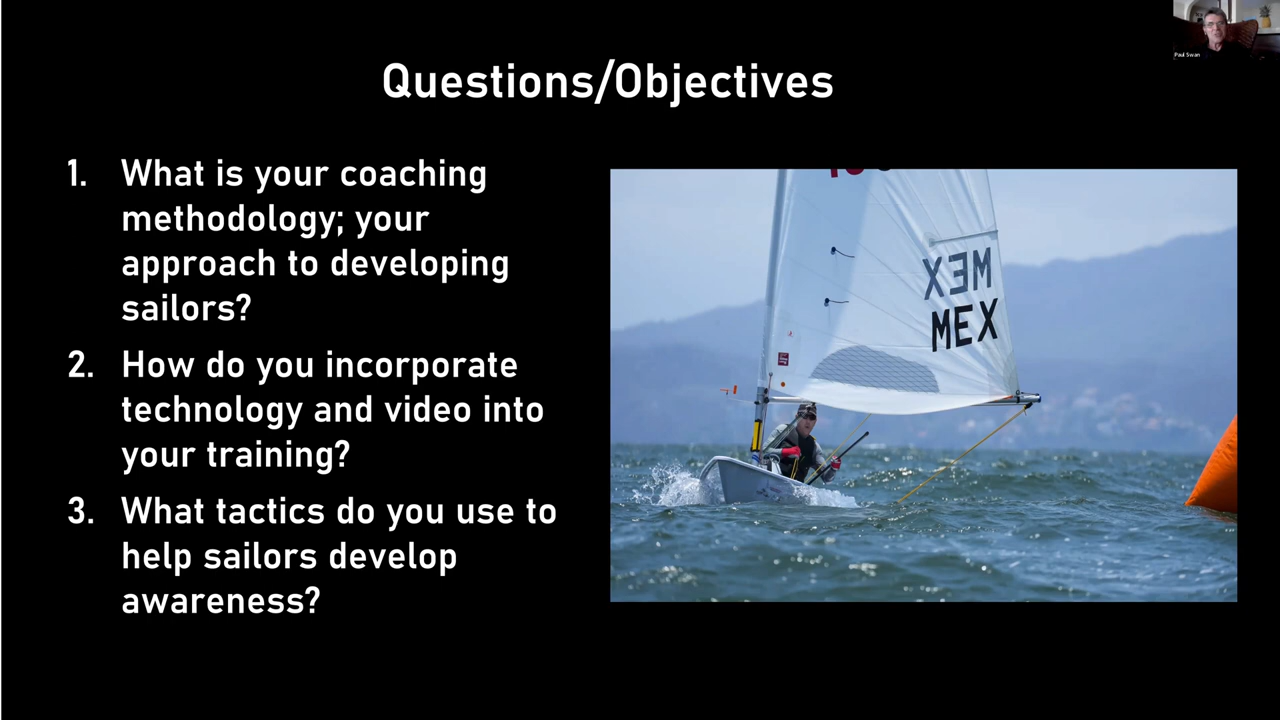 Paul Swan
Questions/Objectives
1. What is your coaching
methodology; your
approach to developing
sailors?
2. How do you incorporate
technology and video into
your training?
3. What tactics do you use to
help sailors develop
awareness?
MEX
MEX